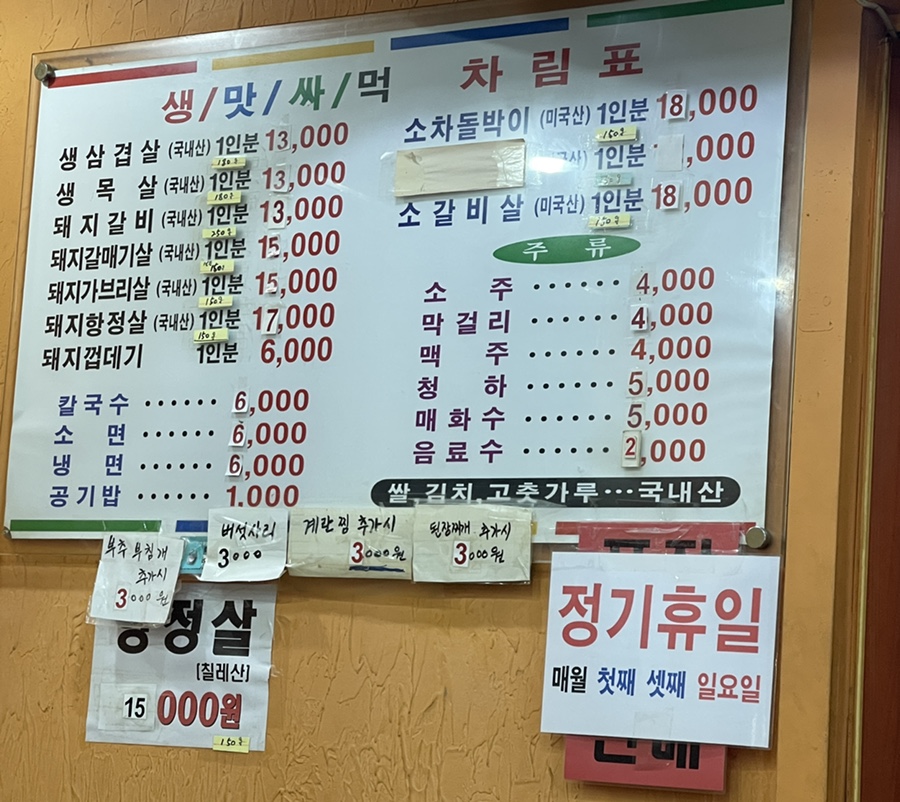 생/맛/싸/먹 차림표
생삼겹살 (국내산) 1인분 13,000
180g
생목살 (국내산) 1인분 13,000
180g
돼지갈비 (국내산) 1인분 13,000
250g
돼지갈매기살 (국내산) 1인분 15,000
돼지가브리살 (국내산) 1인분 15,000
150g
돼지항정살 (국내산) 1인분 17,000
150g
돼지껍데기 1인분 6,000
칼국수 ······ 6,000
소면 ······ 6,000
냉면 ······ 6,000
공기밥 ······ 1,000
소차돌박이 (미국산) 1인분 18,000
150g
1인분 ,000
소갈비살 (미국산) 1인분 18,000
150g
주류
소주 ······ 4,000
막걸리 ······ 4,000
맥주 ······ 4,000
청하 ······ 5,000
매화수 ······ 5,000
음료수 ······ 2,000
쌀, 김치, 고춧가루···국내산
부추 부침개
추가시
3000원
버섯사리
3000
계란찜 추가시
3000원
된장찌개 추가시
3000원
정살
[칠레산]
15 000원
150g
정기휴일
매월 첫째 셋째 일요일
판매